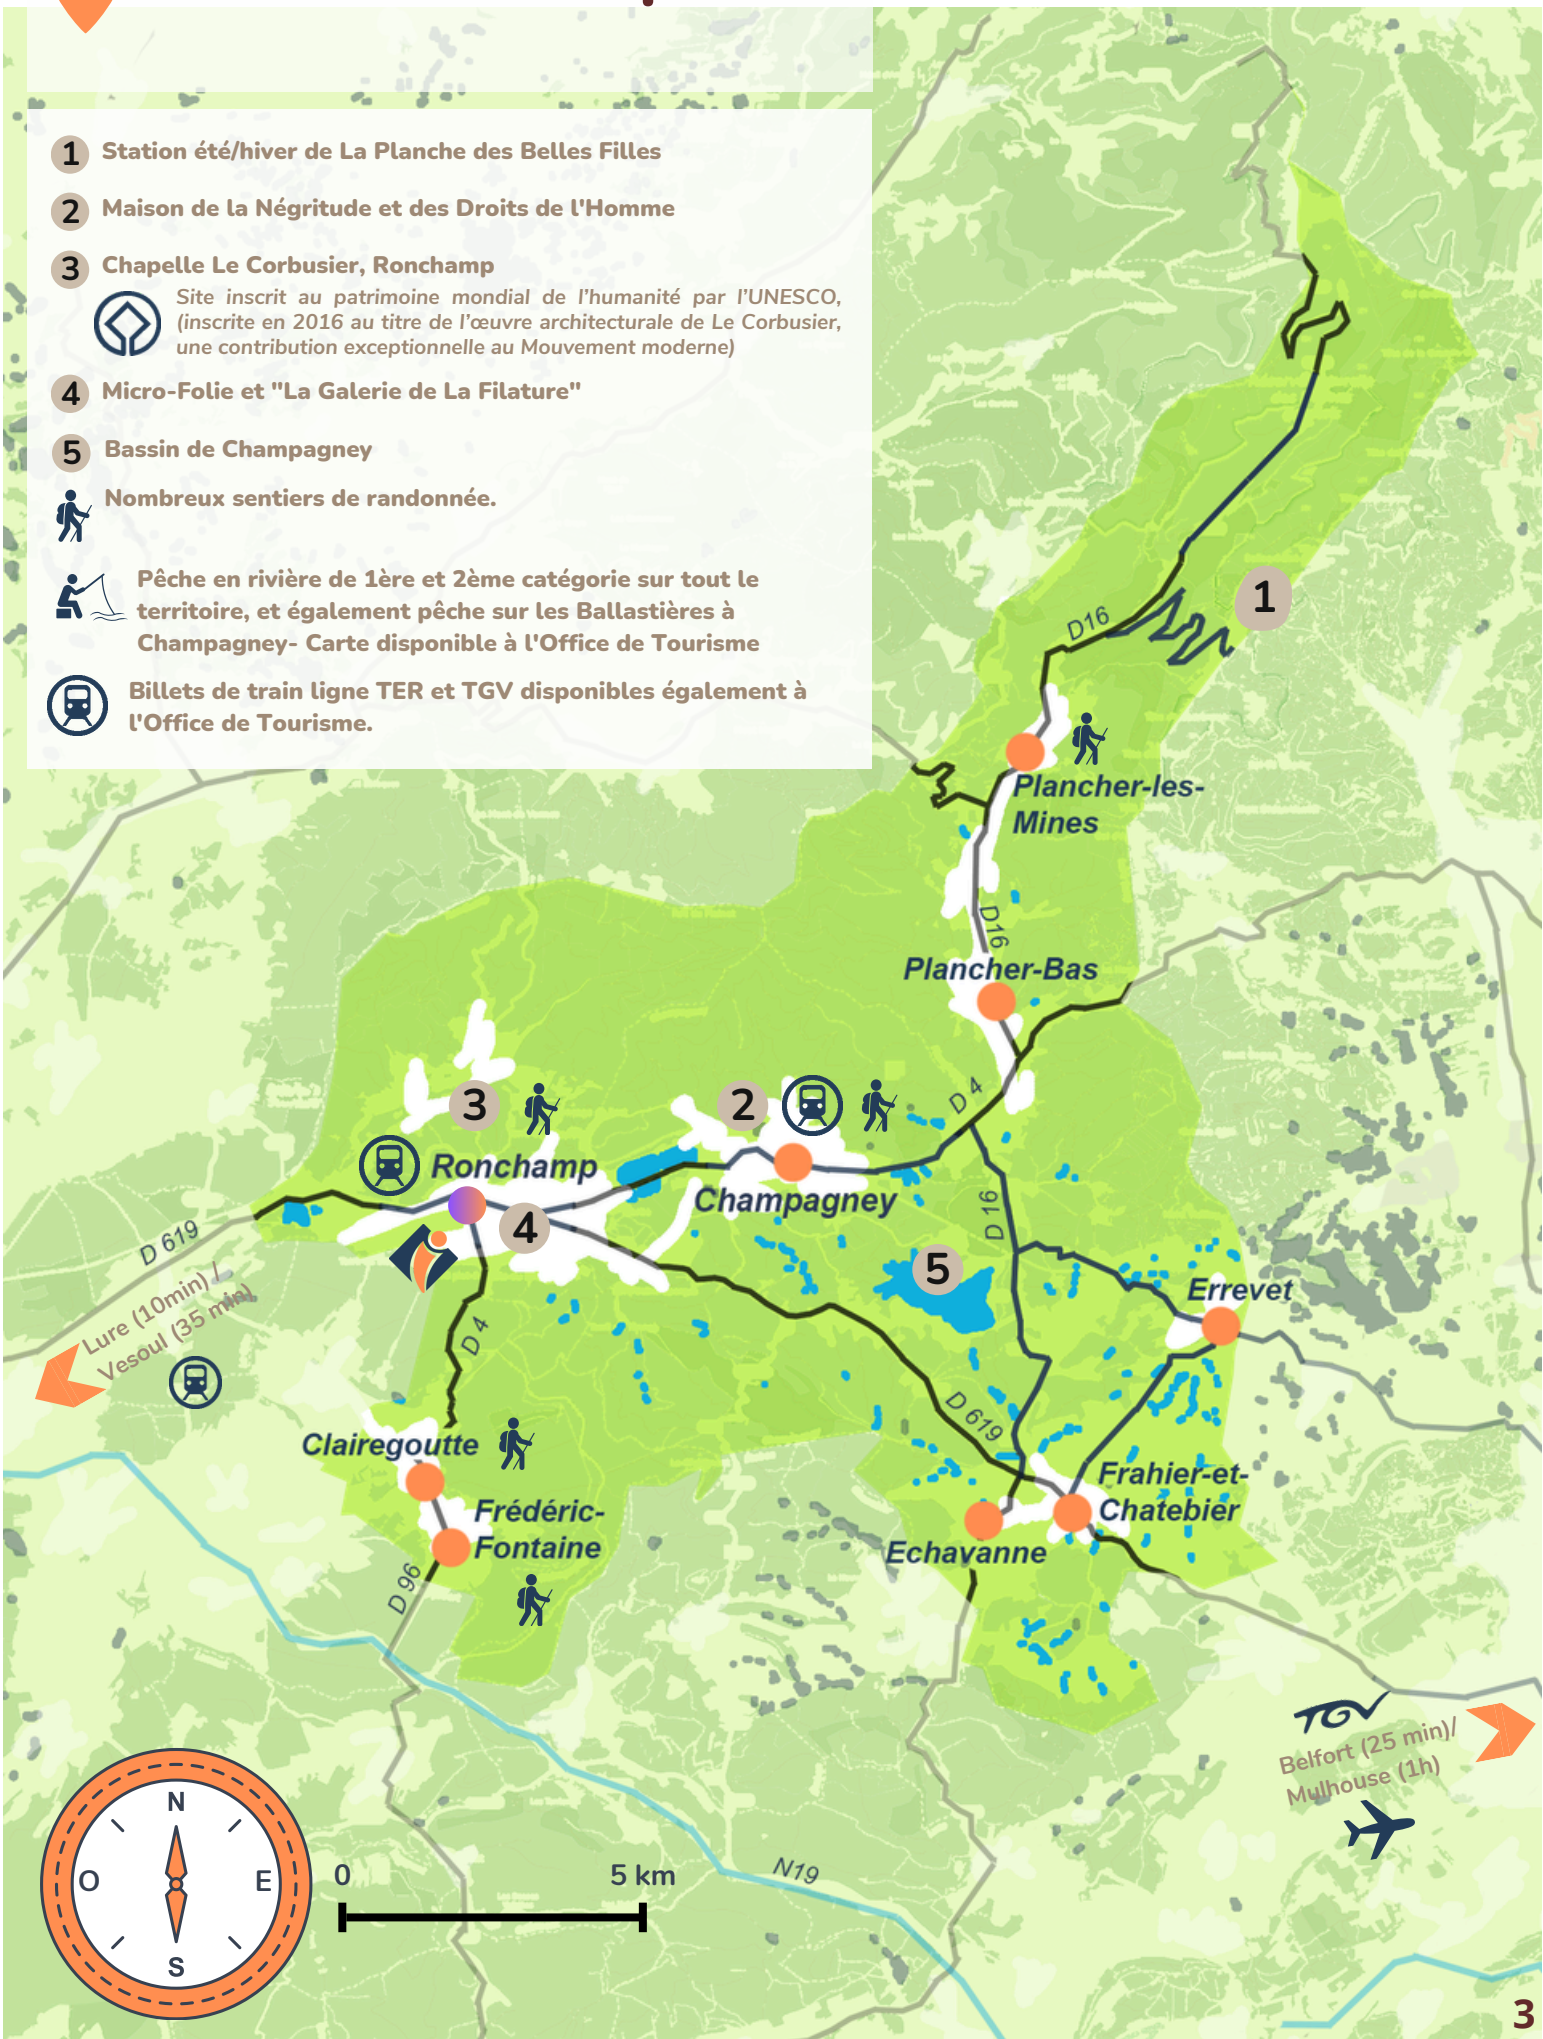 1 Station été/hiver de La Planche des Belles Filles
2 Maison de la Négritude et des Droits de l'Homme
3 Chapelle Le Corbusier, Ronchamp
Site inscrit au patrimoine mondial de l'humanité par l'UNESCO,
(inscrite en 2016 au titre de l'œuvre architecturale de Le Corbusier,
une contribution exceptionnelle au Mouvement moderne)
4 Micro-Folie et "La Galerie de La Filature"
5 Bassin de Champagney
Nombreux sentiers de randonnée.
Pêche en rivière de 1ère et 2ème catégorie sur tout le
territoire, et également pêche sur les Ballastières à
Champagney- Carte disponible à l'Office de Tourisme
Billets de train ligne TER et TGV disponibles également à
l'Office de Tourisme.
1
D16
Plancher-les-
Mines
D16
Plancher-Bas
3
2
D 4
Ronchamp
Champagney
4
D 16
D 619
5
Errevet
Lure (10min) /
Vesoul (35 min)
D 4
D 619
Clairegoutte
Frahier-et-
Chatebier
Frédéric-
Fontaine
Echavanne
D 96
TGV
Belfort (25 min)/
Mulhouse (1h)
N
O
E
S
0
5 km
N19
3